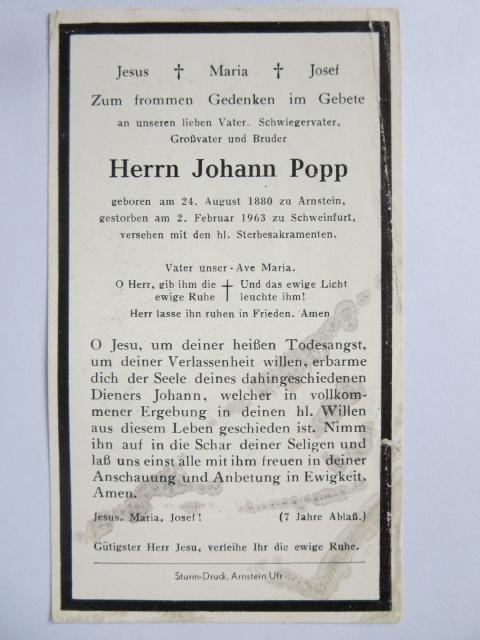 Jesus † Maria † Josef
Zum frommen Gedenken im Gebete
an unseren lieben Vater, Schwiegervater,
Großvater und Bruder
Herrn Johann Popp
geboren am 24. August 1880 zu Arnstein,
gestorben am 2. Februar 1963 zu Schweinfurt,
versehen mit den hl. Sterbesakramenten.
Vater unser - Ave Maria.
O Herr, gib ihm die † Und das ewige Licht
ewige Ruhe leuchte ihm!
Herr lasse ihn ruhen in Frieden. Amen
O Jesu, um deiner heißen Todesangst,
um deiner Verlassenheit willen, erbarme
dich der Seele deines dahingeschiedenen
Dieners Johann, welcher in vollkom-
mener Ergebung in deinen hl. Willen
aus diesem Leben geschieden ist. Nimm
ihn auf in die Schar deiner Seligen und
laß uns einst alle mit ihm freuen in deiner
Anschauung und Anbetung in Ewigkeit.
Amen.
Jesus, Maria, Josef! (7 Jahre Ablaß.)
Gütigster Herr Jesu, verleihe Ihr die ewige Ruhe.
Sturm-Druck, Arnstein Ufr